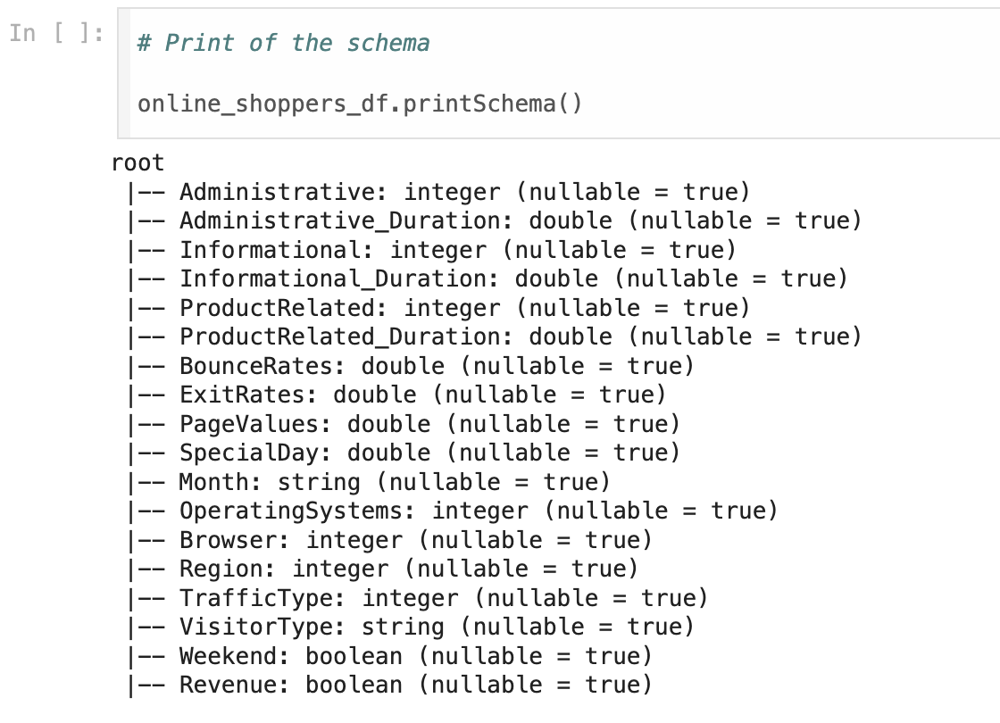 In [ ]:
# Print of the schema
online_shoppers_df.printSchema()
root
|-- Administrative: integer (nullable = true)
|-- Administrative_Duration: double (nullable = true)
|-- Informational: integer (nullable = true)
|-- Informational_Duration: double (nullable = true)
|-- ProductRelated: integer (nullable = true)
|-- ProductRelated_Duration: double (nullable = true)
|-- BounceRates: double (nullable = true)
|-- ExitRates: double (nullable = true)
|-- PageValues: double (nullable = true)
|-- SpecialDay: double (nullable = true)
|-- Month: string (nullable = true)
|-- OperatingSystems: integer (nullable = true)
|-- Browser: integer (nullable = true)
|-- Region: integer (nullable = true)
|-- TrafficType: integer (nullable = true)
|-- VisitorType: string (nullable = true)
|-- Weekend: boolean (nullable = true)
|-- Revenue: boolean (nullable = true)